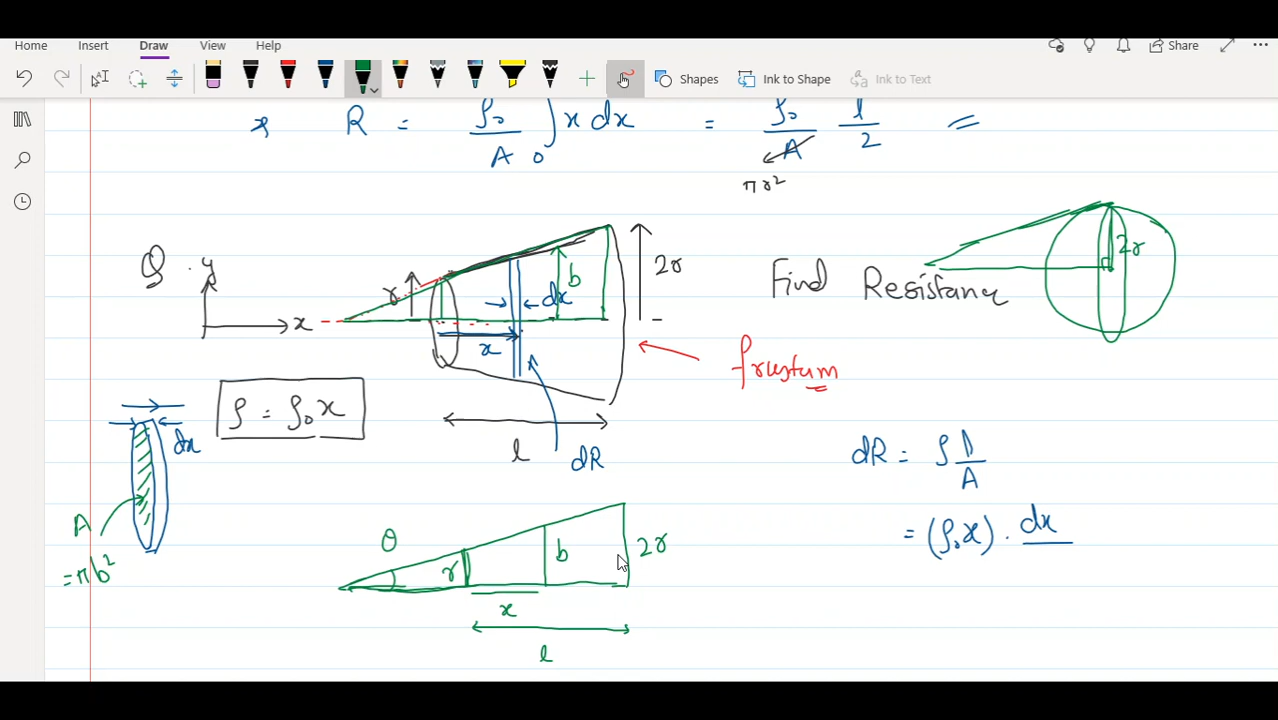 Home Insert Draw View Help
Share
Shapes Ink to Shape Ink to Text
* R = ρ₀/A ∫₀ x dx = ρ₀/A l/2 =
πr²
Q. y
x
r
dx
b
2r
x
Find Resistance
2r
frustum
ρ = ρ₀x
l
dR
dx
A
=πb²
θ
r
b
2r
x
l
dR = ρ l/A
= (ρ₀x) · dx